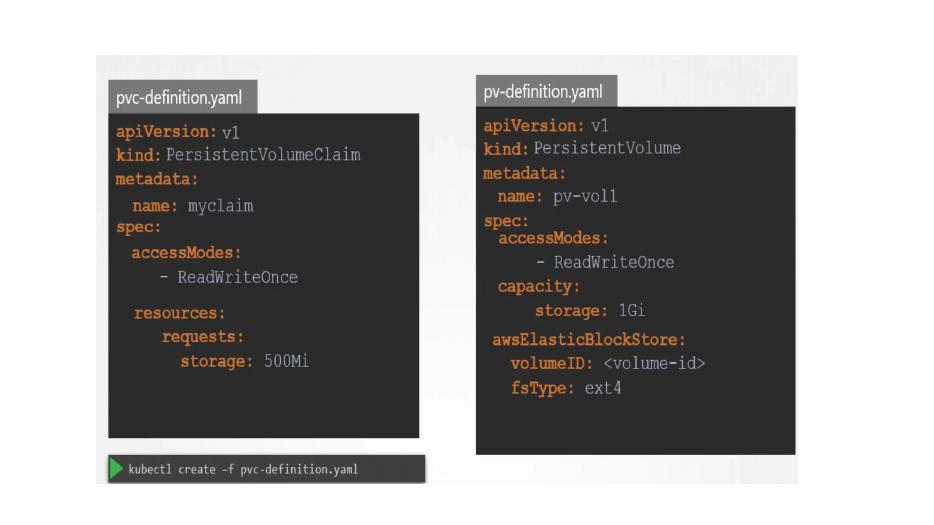 pvc-definition.yaml
apiVersion: v1
kind: PersistentVolumeClaim
metadata:
name: myclaim
spec:
accessModes:
- ReadWriteOnce
resources:
requests:
storage: 500Mi
kubectl create -f pvc-definition.yaml
pv-definition.yaml
apiVersion: v1
kind: PersistentVolume
metadata:
name: pv-vol1
spec:
accessModes:
- ReadWriteOnce
capacity:
storage: 1Gi
awsElasticBlockStore:
volumeID: <volume-id>
fsType: ext4